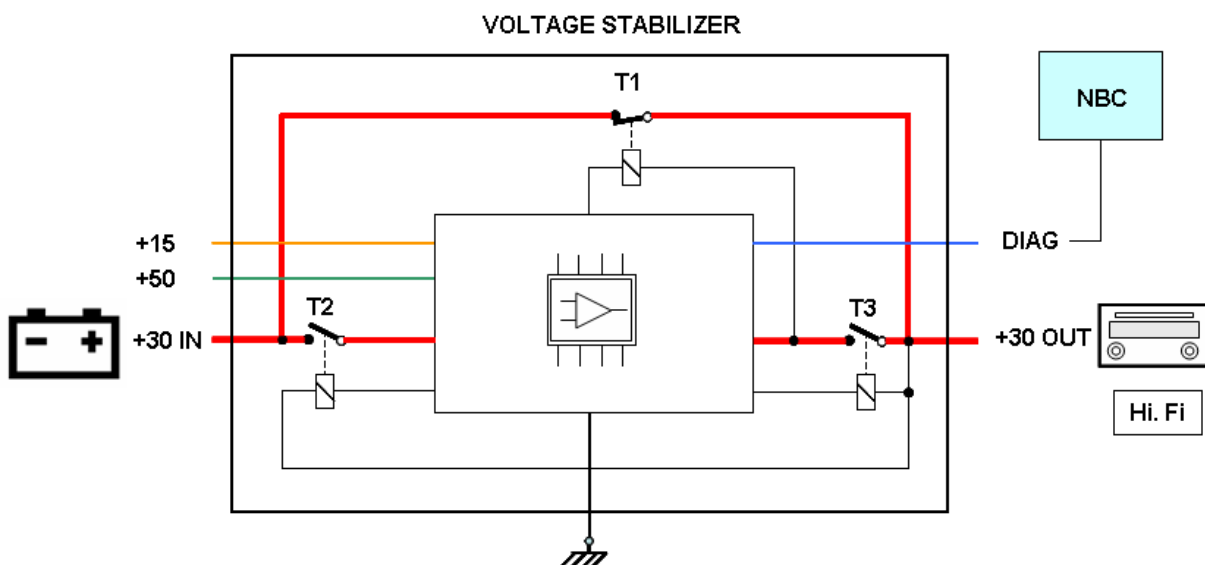 VOLTAGE STABILIZER
T1
NBC
+15
DIAG
+50
T2
T3
+30 IN
+30 OUT
Hi. Fi